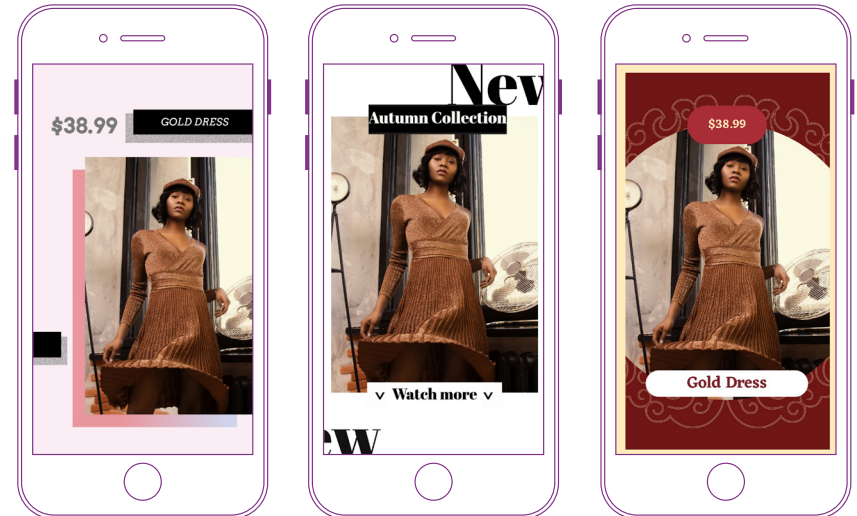 $38.99
GOLD DRESS
New
Autumn Collection
Watch more
ew
$38.99
Gold Dress